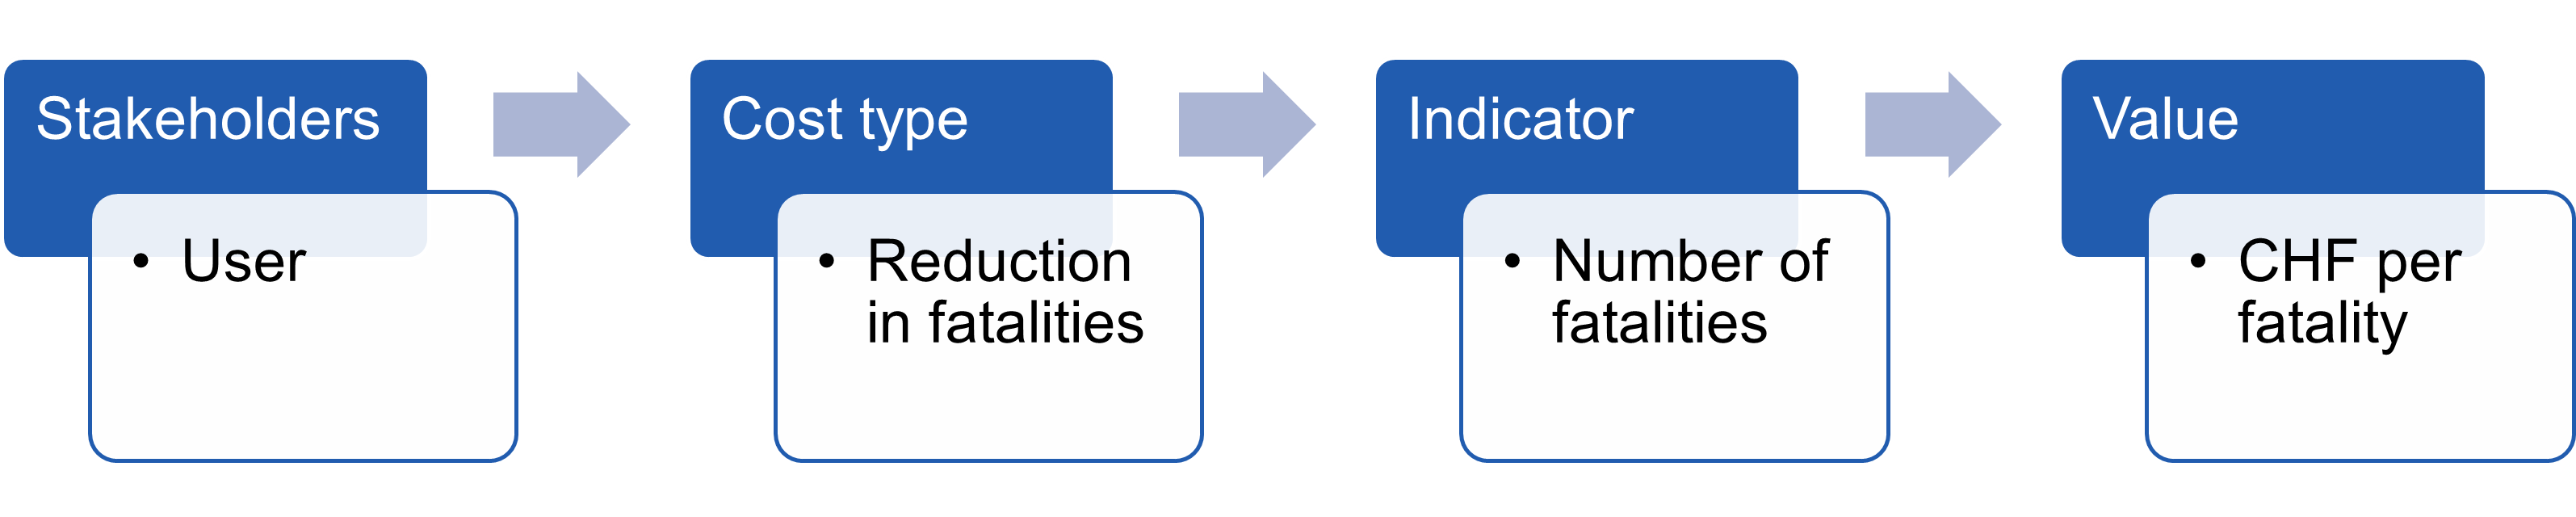 Stakeholders
• User
Cost type
• Reduction
in fatalities
Indicator
• Number of
fatalities
Value
• CHF per
fatality